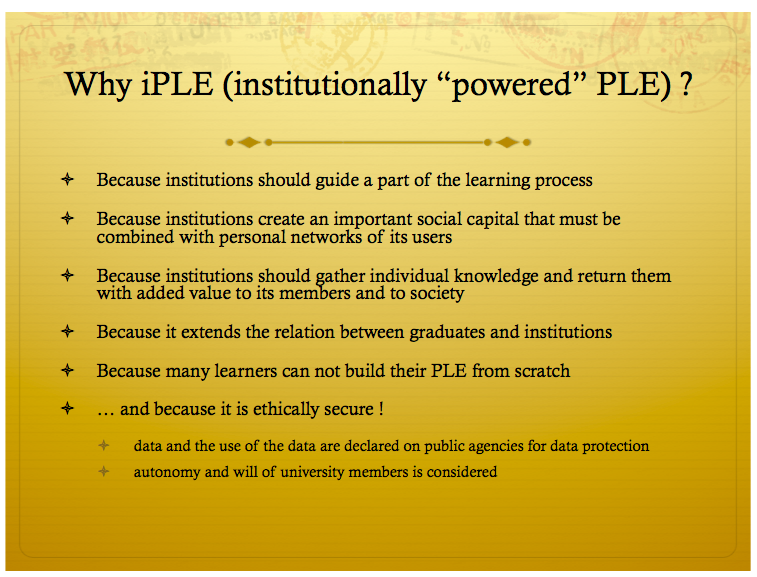 Why iPLE (institutionally “powered” PLE) ?
Because institutions should guide a part of the learning process
Because institutions create an important social capital that must be
combined with personal networks of its users
Because institutions should gather individual knowledge and return them
with added value to its members and to society
Because it extends the relation between graduates and institutions
Because many learners can not build their PLE from scratch
… and because it is ethically secure !
data and the use of the data are declared on public agencies for data protection
autonomy and will of university members is considered